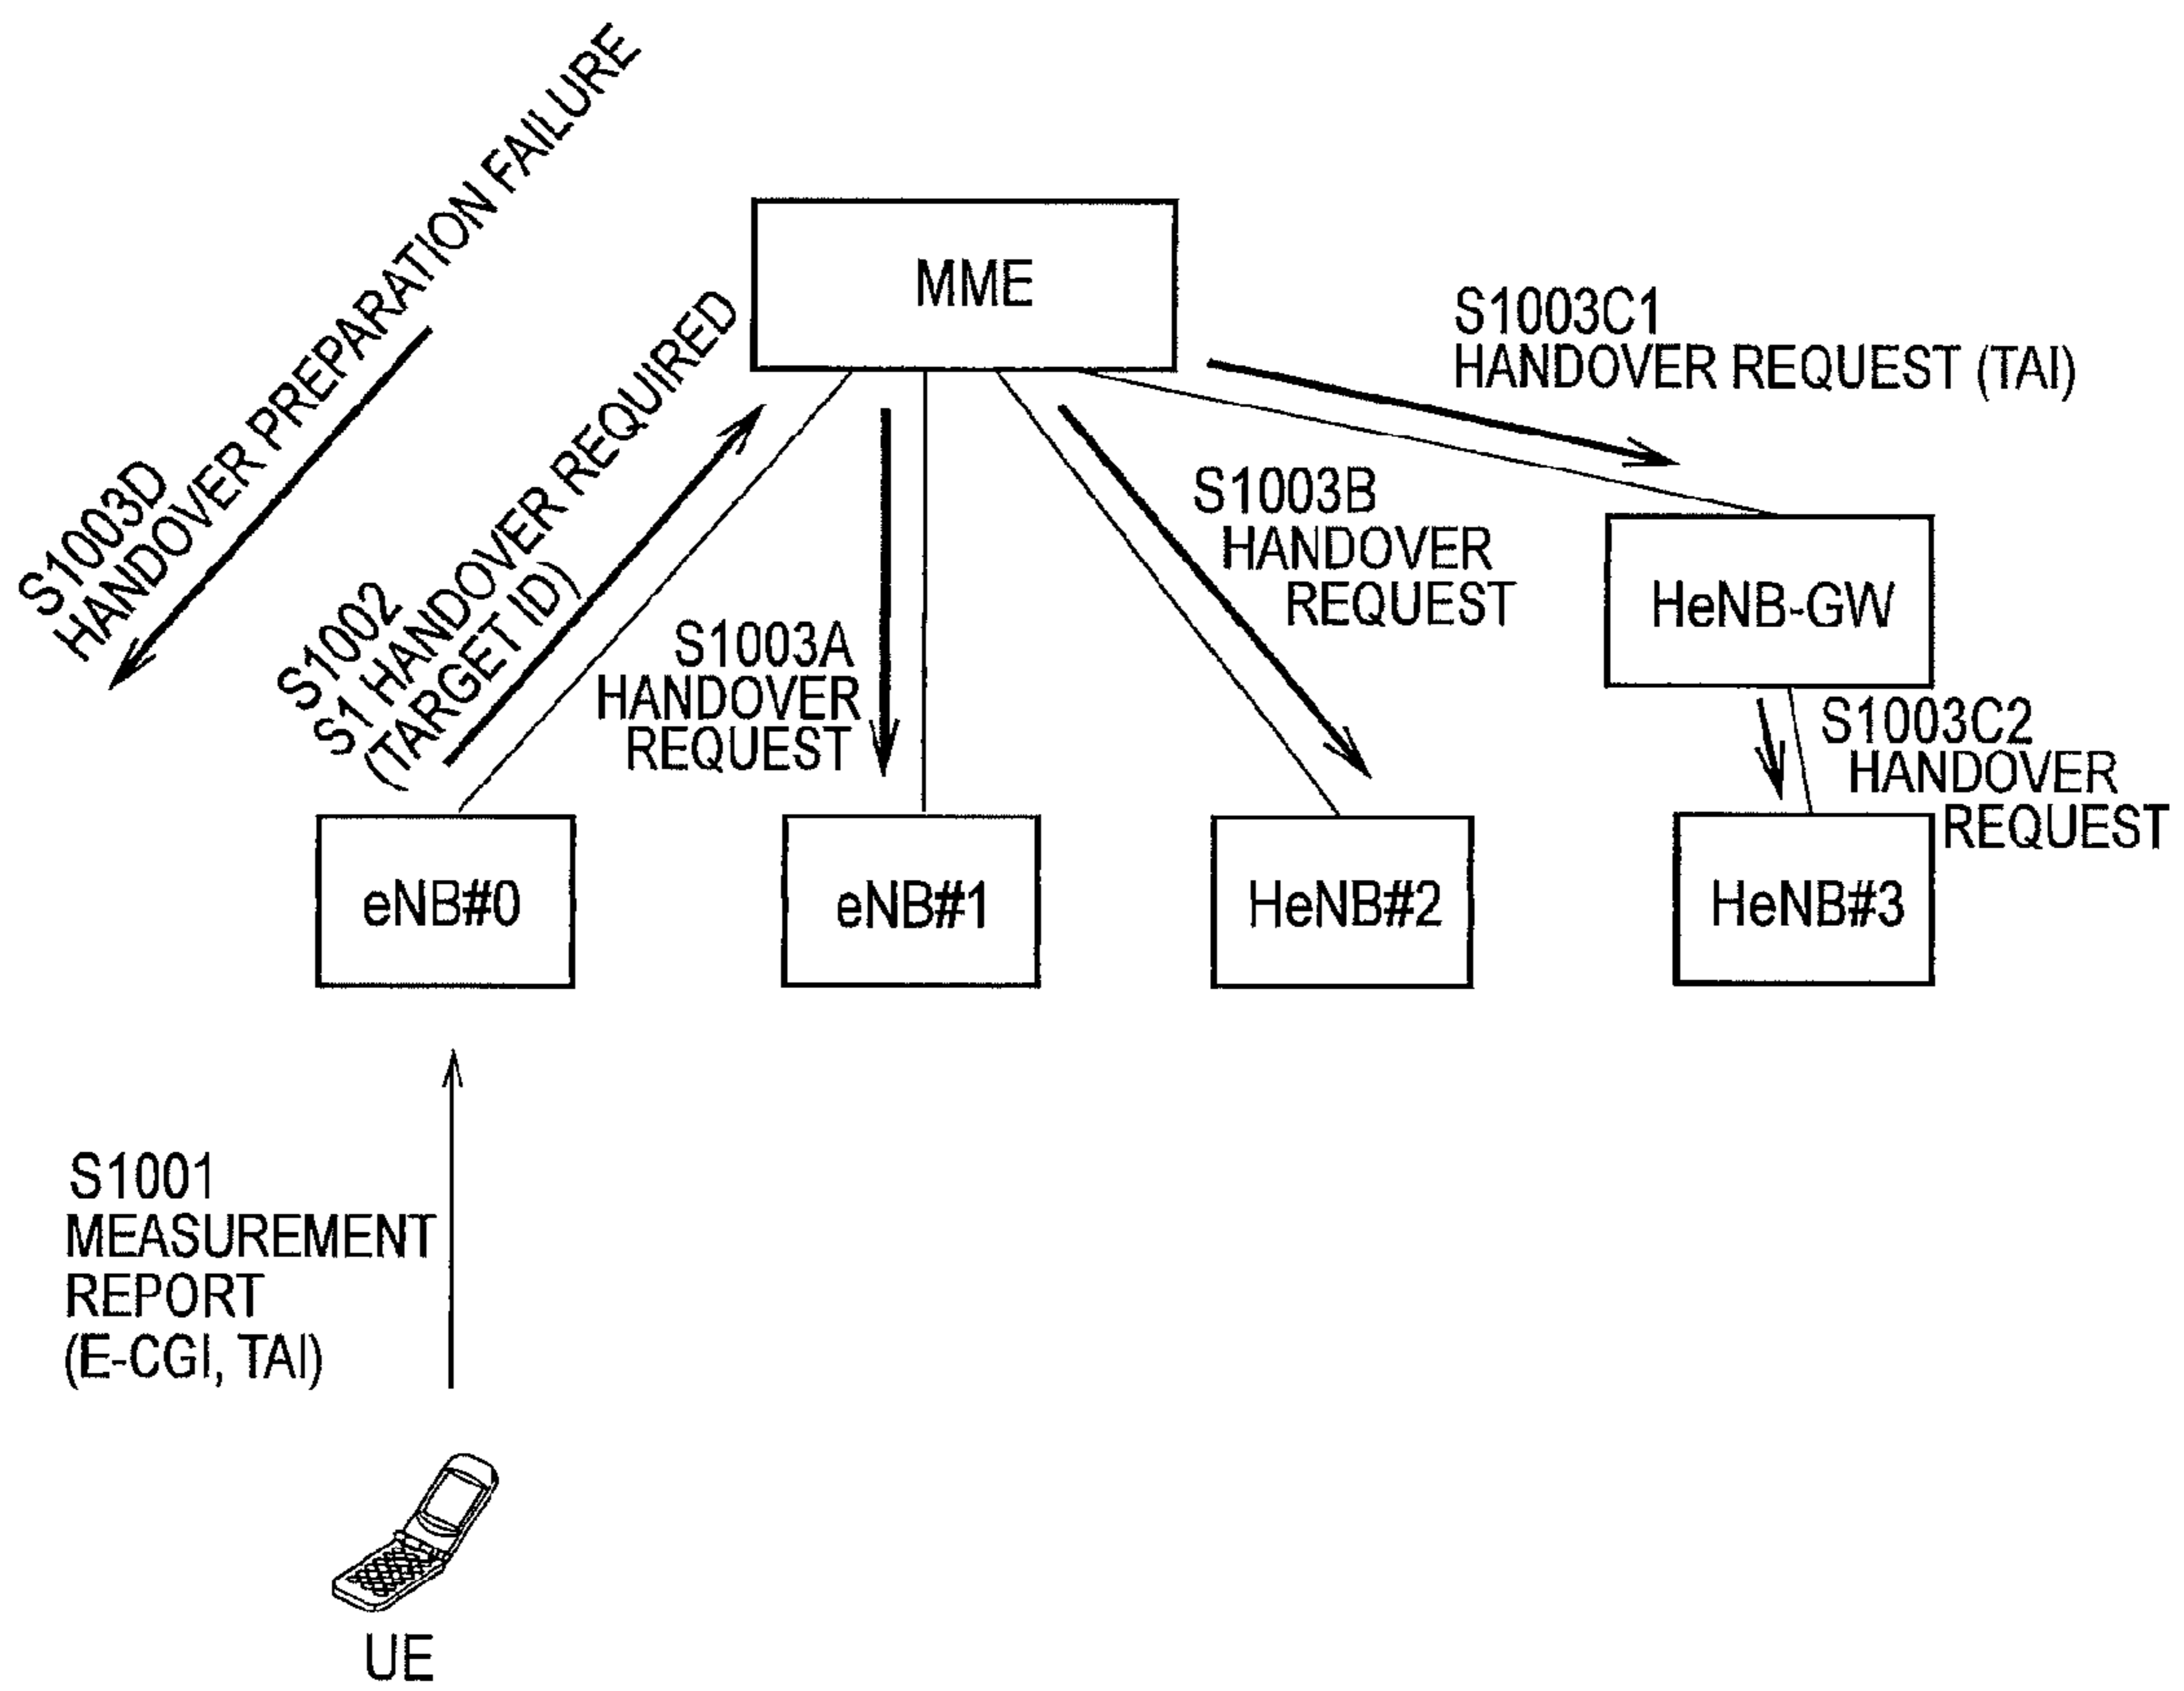 S1003D
HANDOVER PREPARATION FAILURE
S1002
S1 HANDOVER REQUIRED
(TARGET ID)
MME
S1003C1
HANDOVER REQUEST (TAI)
S1003B
HANDOVER
REQUEST
HeNB-GW
S1003A
HANDOVER
REQUEST
S1003C2
HANDOVER
REQUEST
eNB#0
eNB#1
HeNB#2
HeNB#3
S1001
MEASUREMENT
REPORT
(E-CGI, TAI)
UE